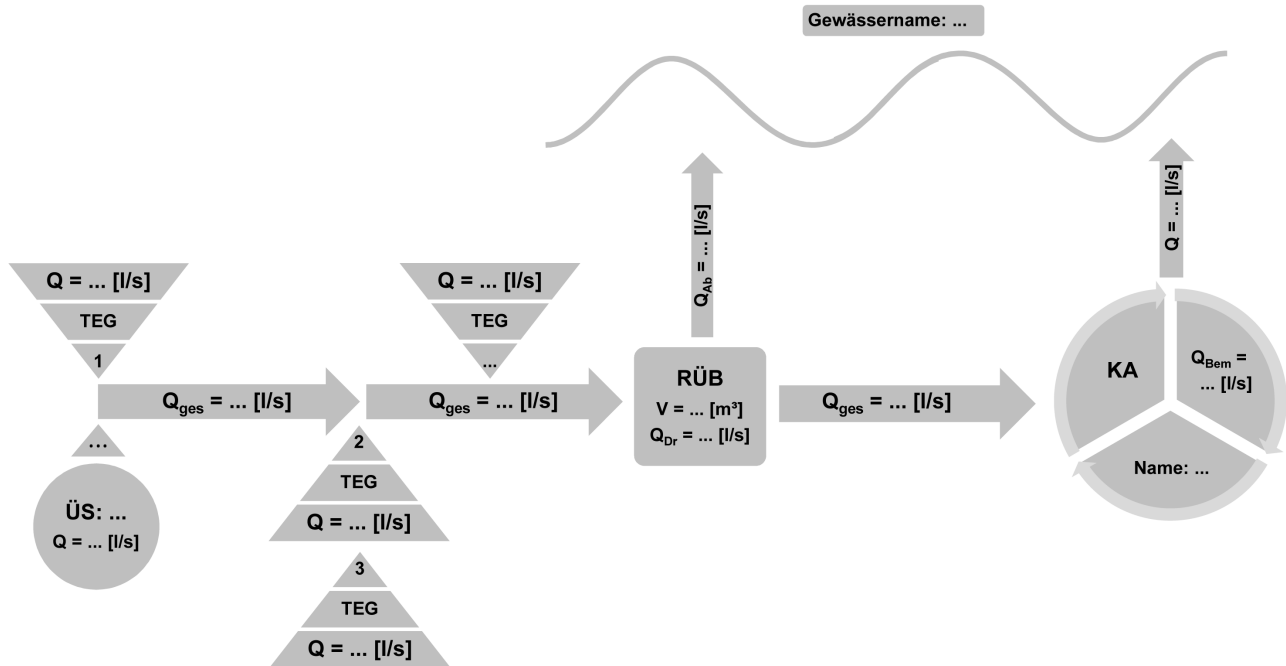 Gewässername: ...
Q_Ab = ... [l/s]
Q = ... [l/s]
Q = ... [l/s]
TEG
1
Q = ... [l/s]
TEG
...
Q_ges = ... [l/s]
Q_ges = ... [l/s]
RÜB
V = ... [m³]
Q_Dr = ... [l/s]
Q_ges = ... [l/s]
KA
Q_Bem =
... [l/s]
Name: ...
...
ÜS: ...
Q = ... [l/s]
2
TEG
Q = ... [l/s]
3
TEG
Q = ... [l/s]